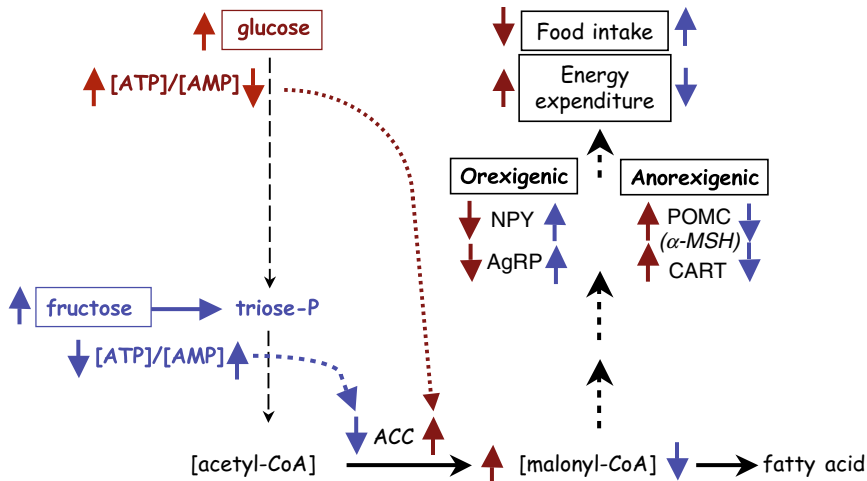 glucose
[ATP]/[AMP]
fructose
triose-P
[ATP]/[AMP]
ACC
[acetyl-CoA]
[malonyl-CoA]
fatty acid
Food intake
Energy
expenditure
Orexigenic
Anorexigenic
NPY
POMC
(α-MSH)
AgRP
CART